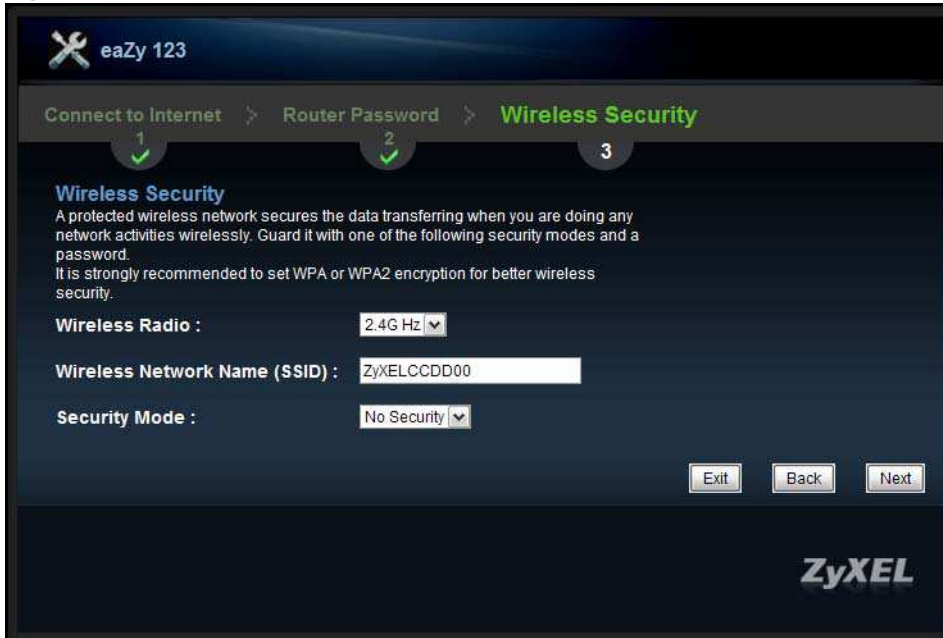 eaZy 123
Connect to Internet > Router Password > Wireless Security
1 2 3
Wireless Security
A protected wireless network secures the data transferring when you are doing any
network activities wirelessly. Guard it with one of the following security modes and a
password.
It is strongly recommended to set WPA or WPA2 encryption for better wireless
security.
Wireless Radio : 2.4G Hz
Wireless Network Name (SSID) : ZyXELCCDD00
Security Mode : No Security
Exit Back Next
ZyXEL